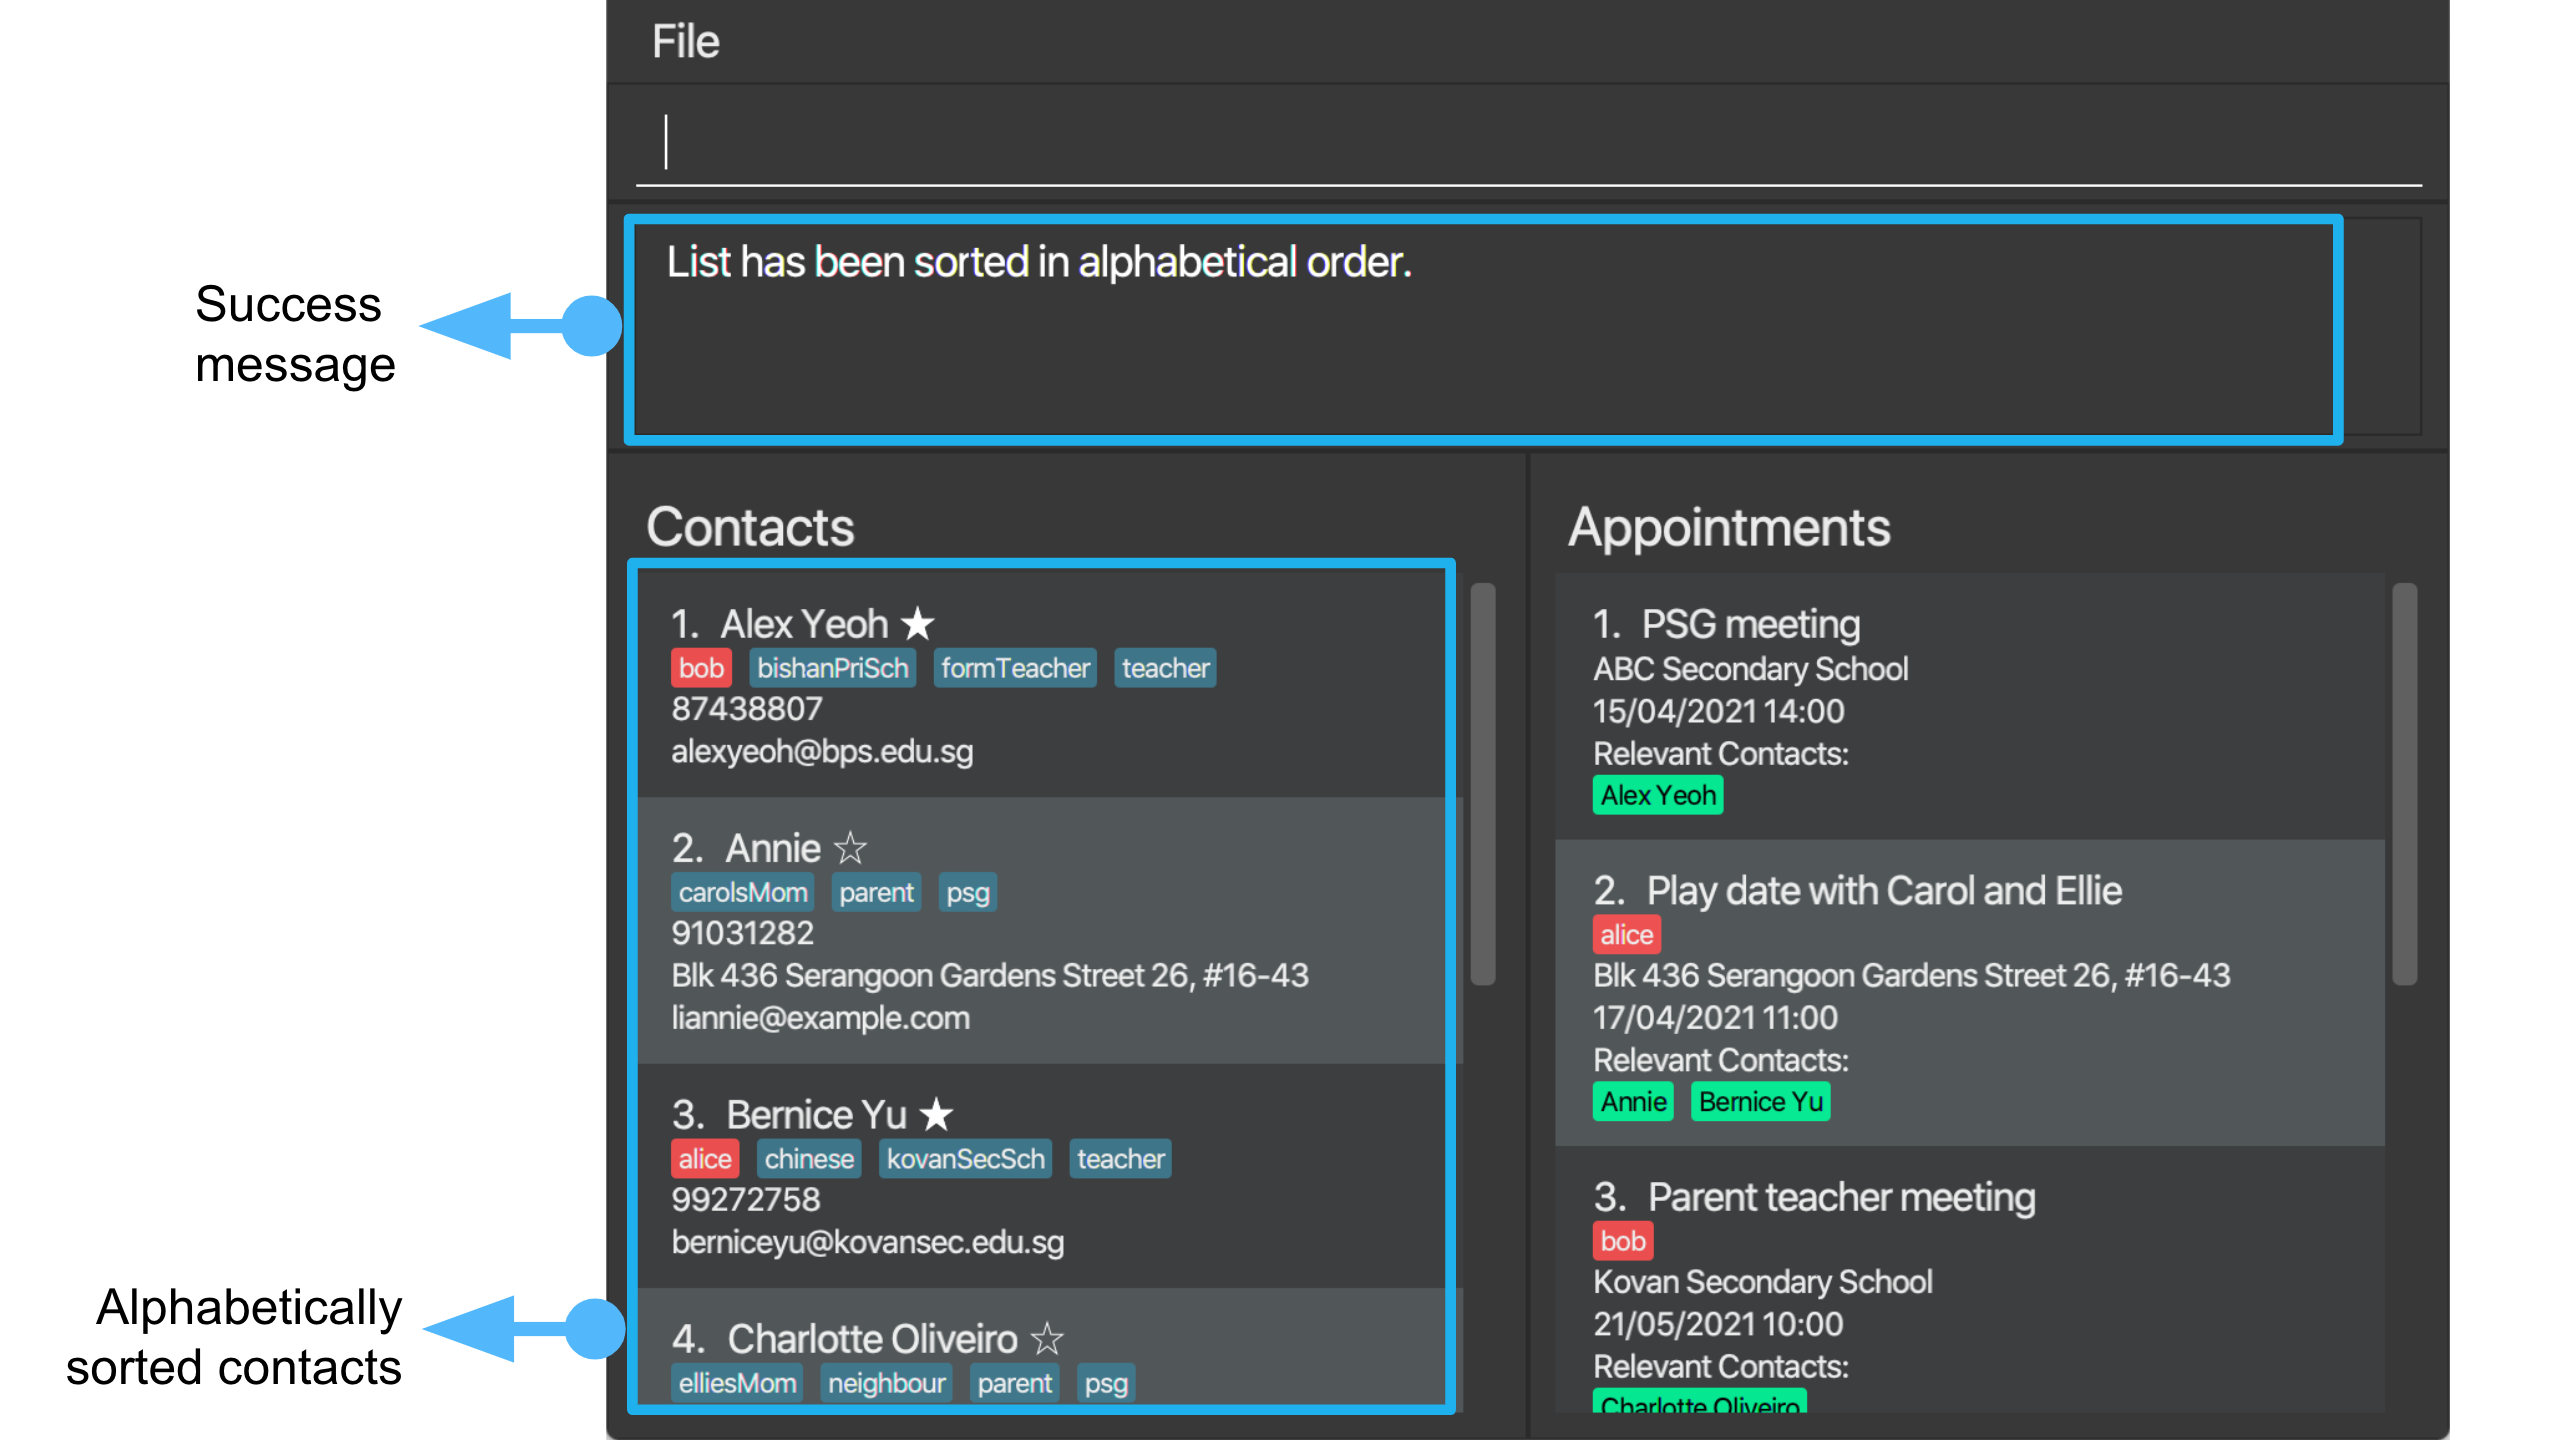 File
List has been sorted in alphabetical order.
Success
message
Contacts
1. Alex Yeoh ★
bob bishanPriSch formTeacher teacher
87438807
alexyeoh@bps.edu.sg
2. Annie ☆
carolsMom parent psg
91031282
Blk 436 Serangoon Gardens Street 26, #16-43
liannie@example.com
3. Bernice Yu ★
alice chinese kovanSecSch teacher
99272758
berniceyu@kovansec.edu.sg
4. Charlotte Oliveiro ☆
elliesMom neighbour parent psg
Alphabetically
sorted contacts
Appointments
1. PSG meeting
ABC Secondary School
15/04/2021 14:00
Relevant Contacts:
Alex Yeoh
2. Play date with Carol and Ellie
alice
Blk 436 Serangoon Gardens Street 26, #16-43
17/04/2021 11:00
Relevant Contacts:
Annie Bernice Yu
3. Parent teacher meeting
bob
Kovan Secondary School
21/05/2021 10:00
Relevant Contacts:
Charlotte Oliveiro